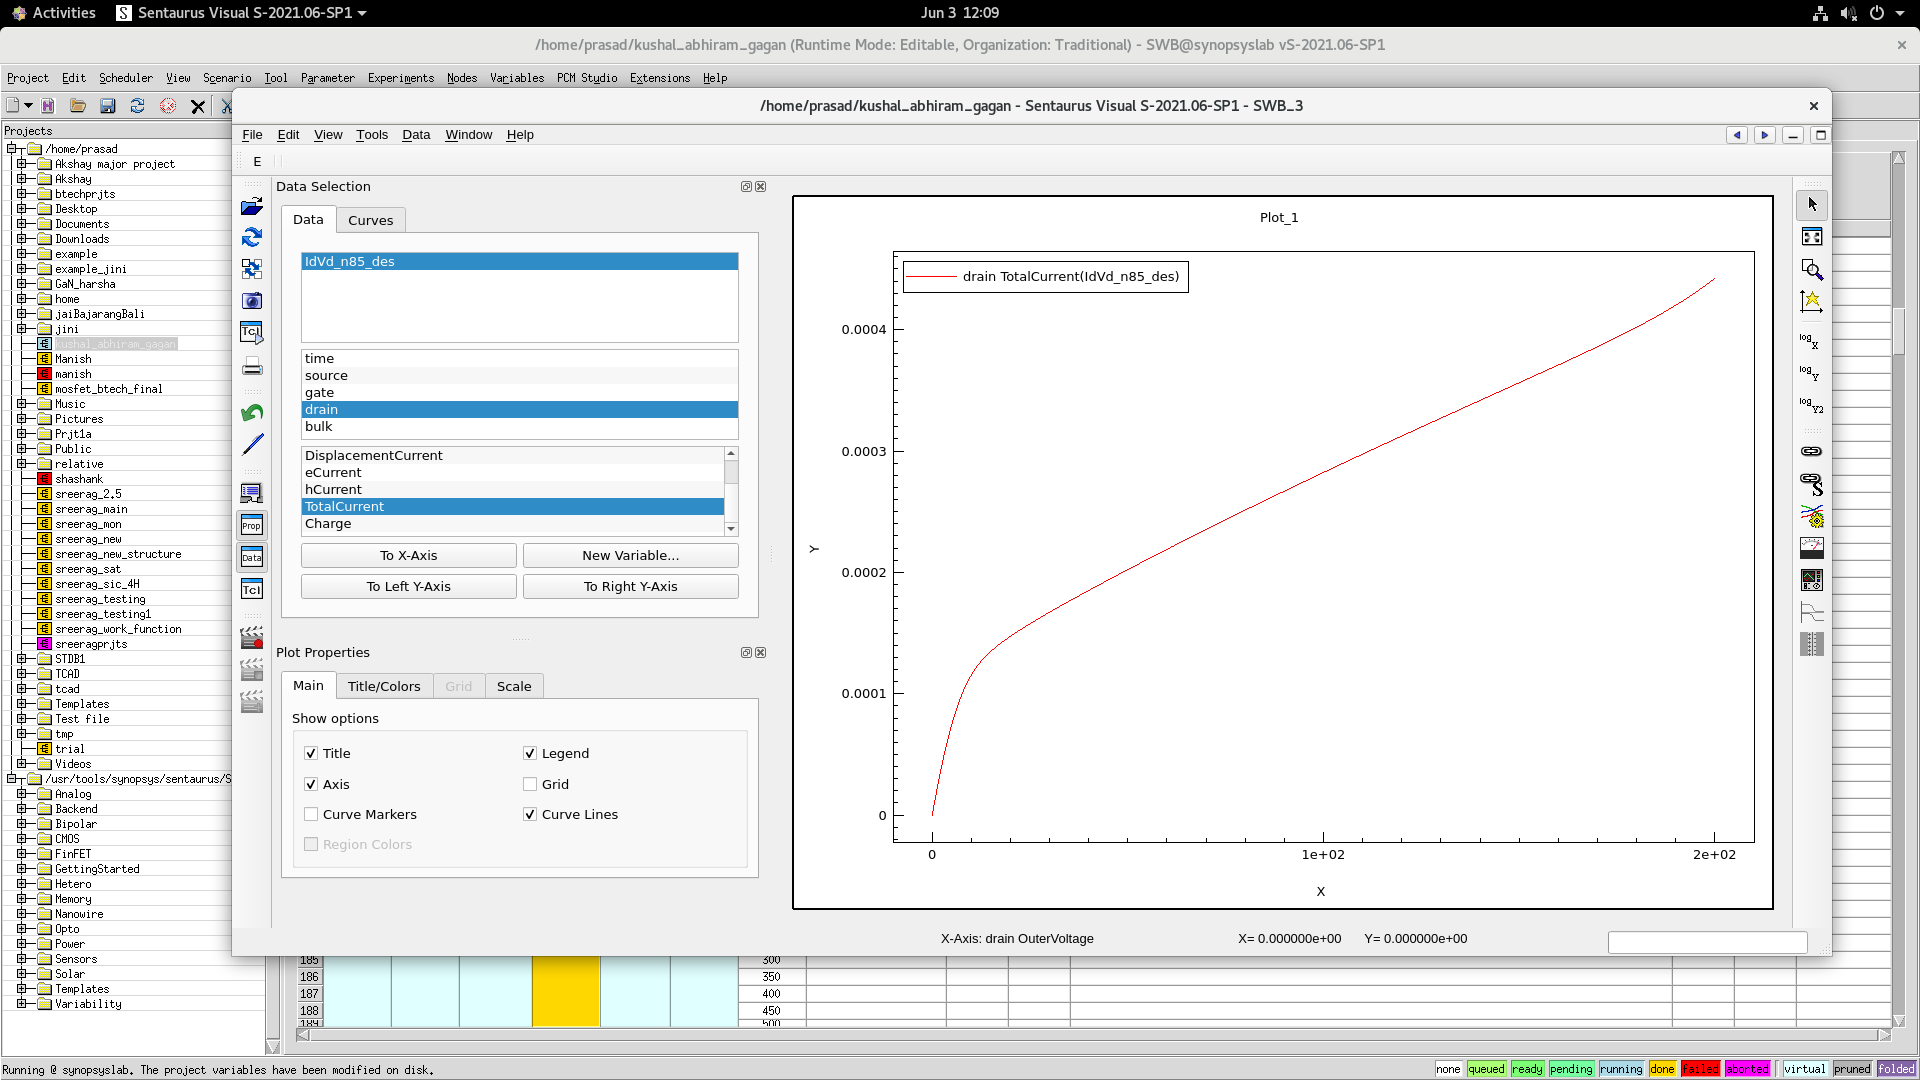 Activities
Sentaurus Visual S-2021.06-SP1
Jun 3 12:09
/home/prasad/kushal_abhiram_gagan (Runtime Mode: Editable, Organization: Traditional) - SWB@synopsyslab vS-2021.06-SP1
Project Edit Scheduler View Scenario Tool Parameter Experiments Nodes Variables PCM Studio Extensions Help
Projects
/home/prasad
Akshay major project
Akshay
btechprjts
Desktop
Documents
Downloads
example
example_jini
GaN_harsha
home
jaiBajarangBali
jini
kushal_abhiram_gagan
Manish
manish
mosfet_btech_final
Music
Pictures
Prjt1a
Public
relative
shashank
sreerag_2.5
sreerag_main
sreerag_mon
sreerag_new
sreerag_new_structure
sreerag_sat
sreerag_sic_4H
sreerag_testing
sreerag_testing1
sreerag_work_function
sreeragprjts
STDB1
TCAD
tcad
Templates
Test file
tmp
trial
Videos
/usr/tools/synopsys/sentaurus/S
Analog
Backend
Bipolar
CMOS
FinFET
GettingStarted
Hetero
Memory
Nanowire
Opto
Power
Sensors
Solar
Templates
Variability
/home/prasad/kushal_abhiram_gagan - Sentaurus Visual S-2021.06-SP1 - SWB_3
File Edit View Tools Data Window Help
E
Tcl
Prop
Data
Tcl
Data Selection
Data Curves
IdVd_n85_des
time
source
gate
drain
bulk
DisplacementCurrent
eCurrent
hCurrent
TotalCurrent
Charge
To X-Axis New Variable...
To Left Y-Axis To Right Y-Axis
Plot Properties
Main Title/Colors Grid Scale
Show options
Title Legend
Axis Grid
Curve Markers Curve Lines
Region Colors
Plot_1
drain TotalCurrent(IdVd_n85_des)
0.0004
0.0003
0.0002
0.0001
0
Y
0 1e+02 2e+02
X
log X
log Y
log Y2
S
X-Axis: drain OuterVoltage X= 0.000000e+00 Y= 0.000000e+00
185 300
186 350
187 400
188 450
189 500
Running @ synopsyslab. The project variables have been modified on disk.
none queued ready pending running done failed aborted virtual pruned folded